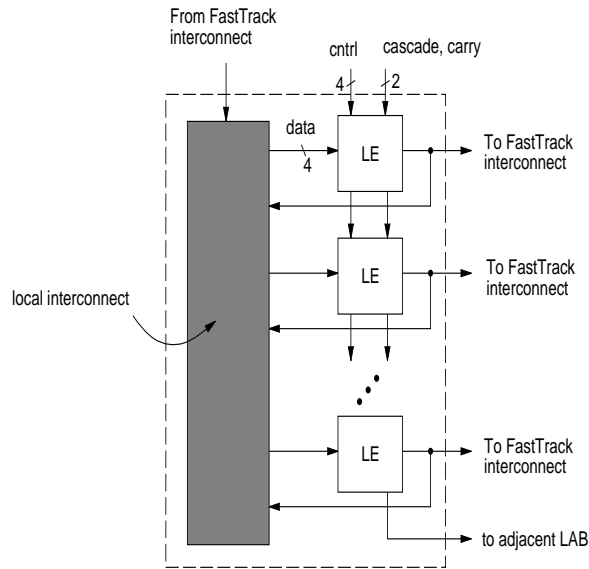 From FastTrack
interconnect
cntrl
cascade, carry
4
2
data
4
LE
To FastTrack
interconnect
LE
To FastTrack
interconnect
local interconnect
LE
To FastTrack
interconnect
to adjacent LAB